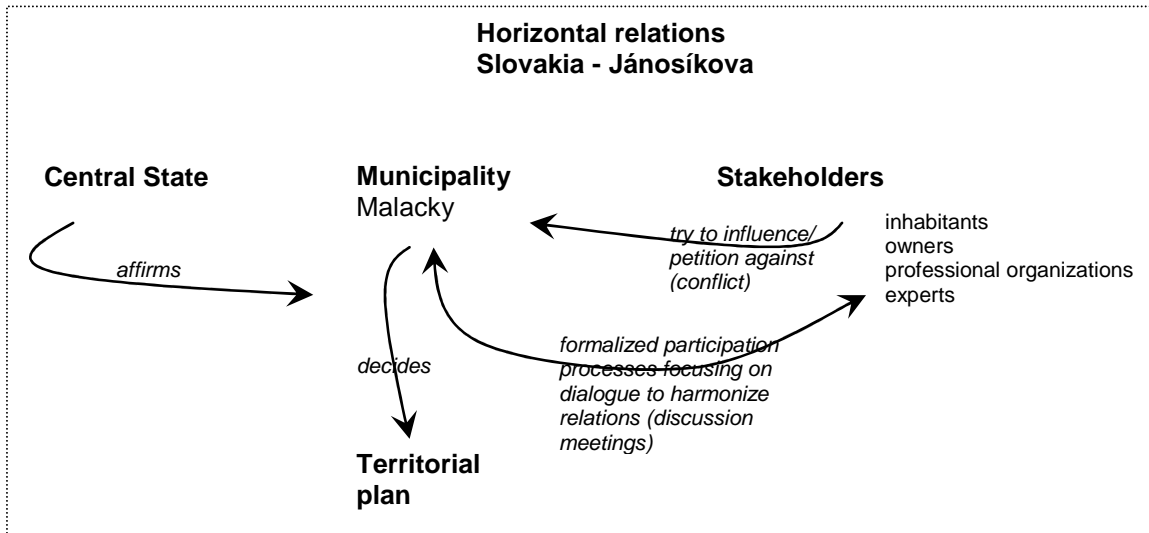 Horizontal relations
Slovakia - Jánosíkova
Central State
Municipality
Malacky
Stakeholders
inhabitants
owners
professional organizations
experts
try to influence/
petition against
(conflict)
affirms
decides
formalized participation
processes focusing on
dialogue to harmonize
relations (discussion
meetings)
Territorial
plan